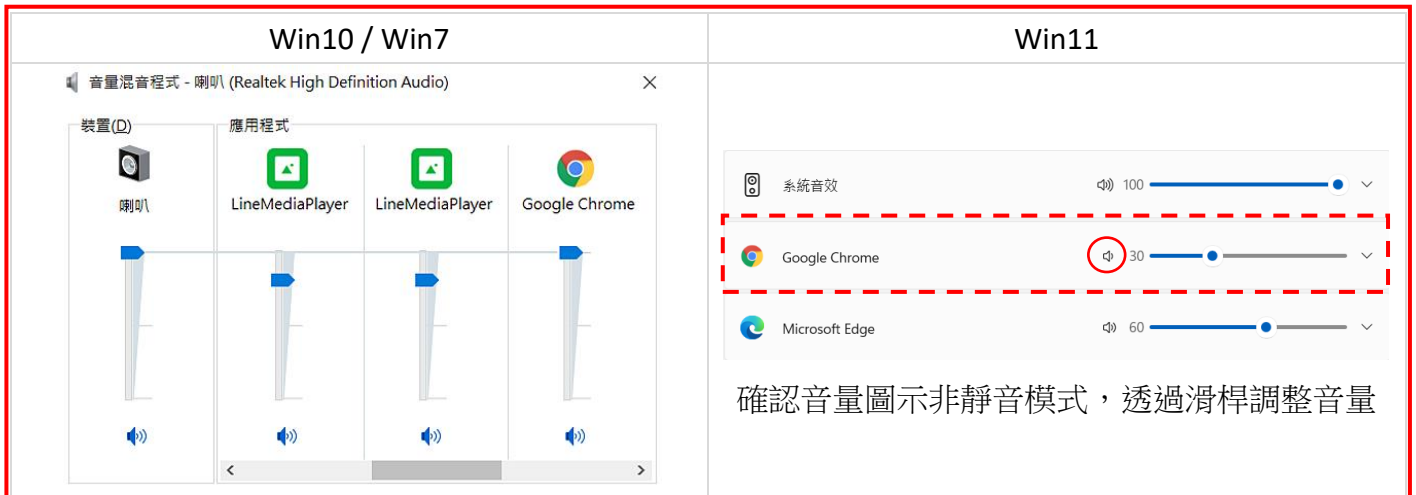 Win10 / Win7
Win11
音量混音程式 - 喇叭 (Realtek High Definition Audio)
裝置(D)
應用程式
喇叭
LineMediaPlayer
LineMediaPlayer
Google Chrome
系統音效
100
Google Chrome
30
Microsoft Edge
60
確認音量圖示非靜音模式，透過滑桿調整音量